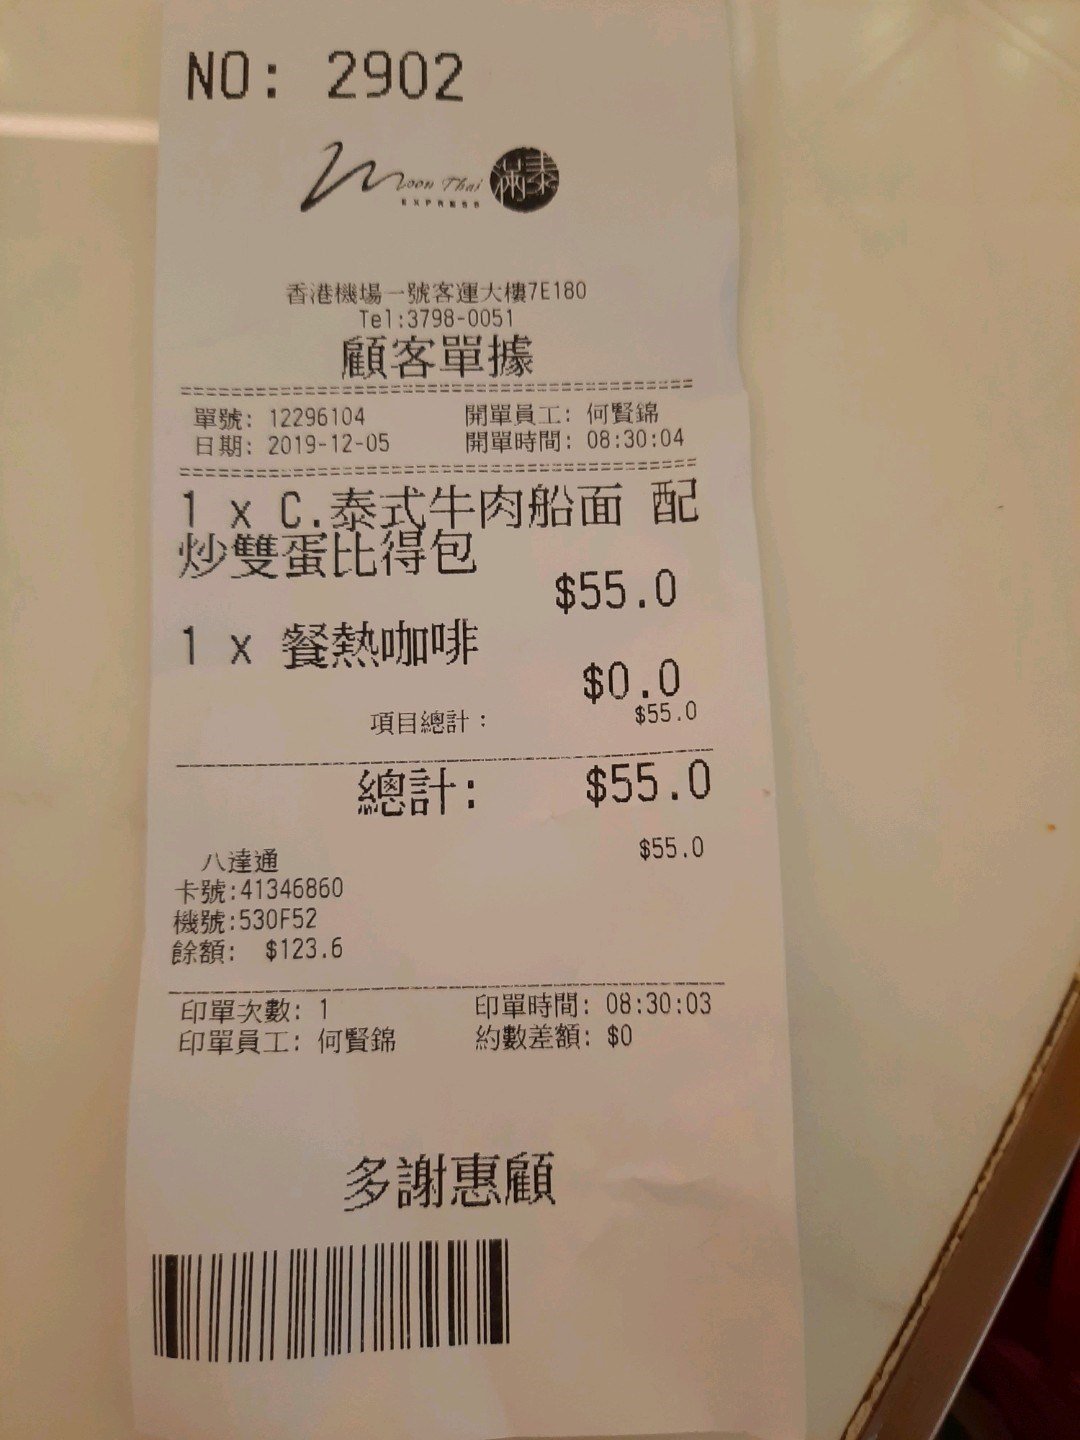 NO: 2902
Moon Thai 滿泰
EXPRESS
香港機場一號客運大樓7E180
Tel:3798-0051
顧客單據
單號: 12296104 開單員工: 何賢錦
日期: 2019-12-05 開單時間: 08:30:04
1 x C.泰式牛肉船面 配
炒雙蛋比得包
$55.0
1 x 餐熱咖啡
$0.0
項目總計: $55.0
總計: $55.0
八達通 $55.0
卡號:41346860
機號:530F52
餘額: $123.6
印單次數: 1 印單時間: 08:30:03
印單員工: 何賢錦 約數差額: $0
多謝惠顧